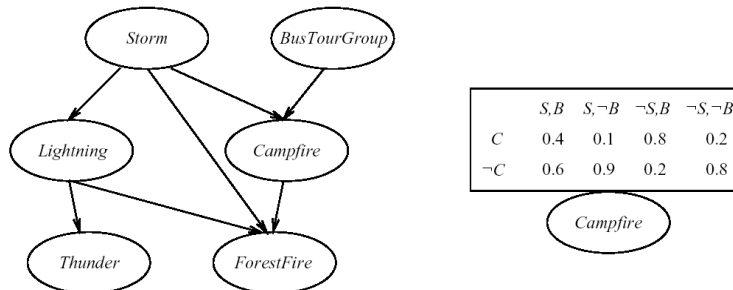 Storm
BusTourGroup
Lightning
Campfire
Thunder
ForestFire
S,B S,¬B ¬S,B ¬S,¬B
C 0.4 0.1 0.8 0.2
¬C 0.6 0.9 0.2 0.8
Campfire